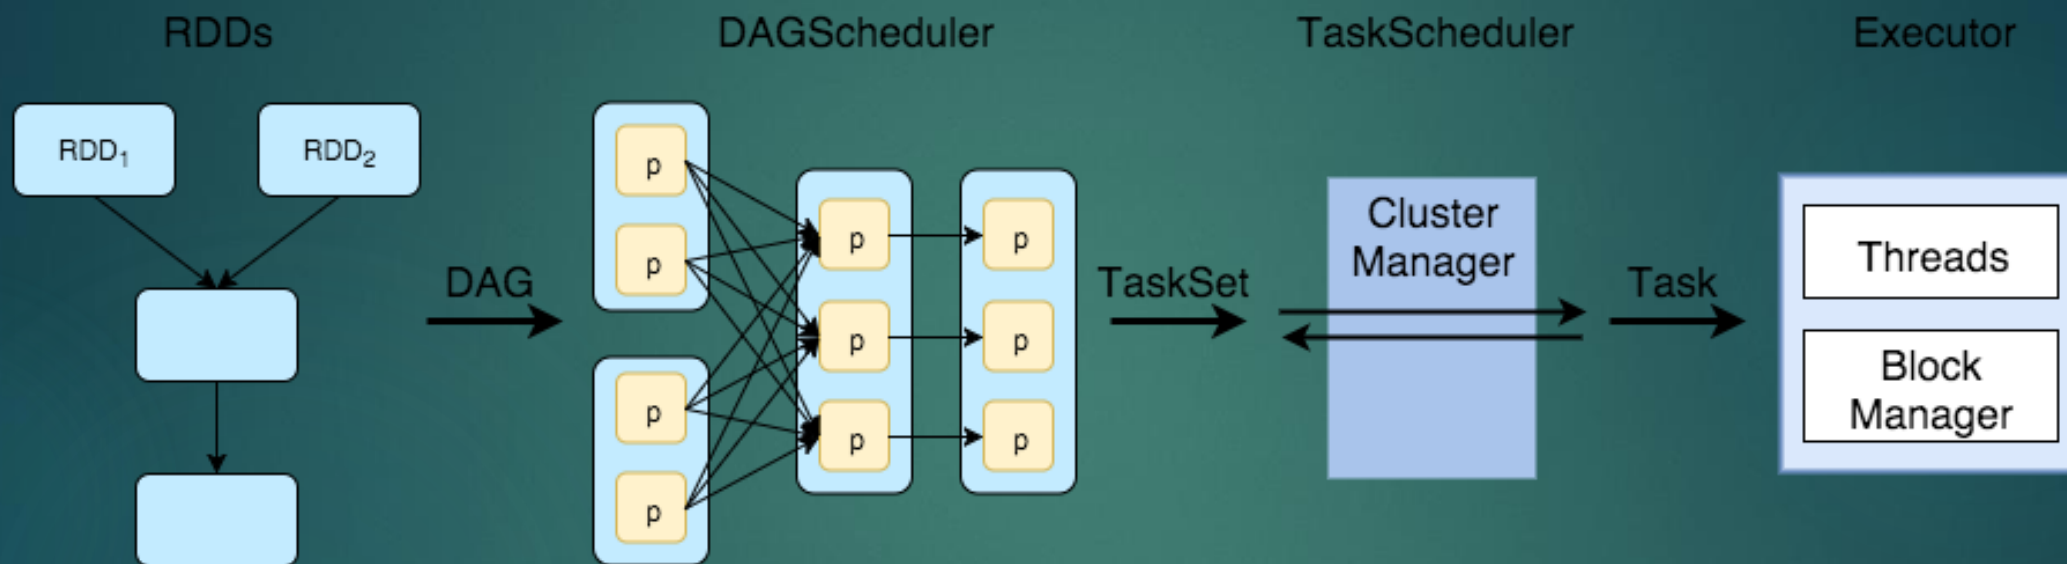 RDDs
DAGScheduler
TaskScheduler
Executor
RDD₁
RDD₂
DAG
p
p
p
p
p
p
p
p
p
p
TaskSet
Cluster
Manager
Task
Threads
Block
Manager